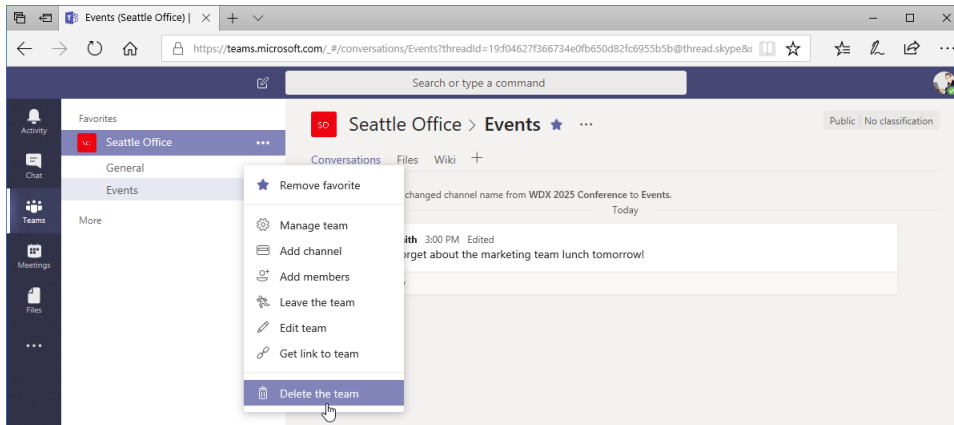 Events (Seattle Office) |
https://teams.microsoft.com/_#/conversations/Events?threadId=19:f04627f366734e0fb650d82fc6955b5b@thread.skype&
Search or type a command
Activity
Chat
Teams
Meetings
Files
Favorites
SO Seattle Office
General
Events
More
SO Seattle Office > Events
Public | No classification
Conversations Files Wiki
changed channel name from WDX 2025 Conference to Events.
Today
ith 3:00 PM Edited
orget about the marketing team lunch tomorrow!
Remove favorite
Manage team
Add channel
Add members
Leave the team
Edit team
Get link to team
Delete the team